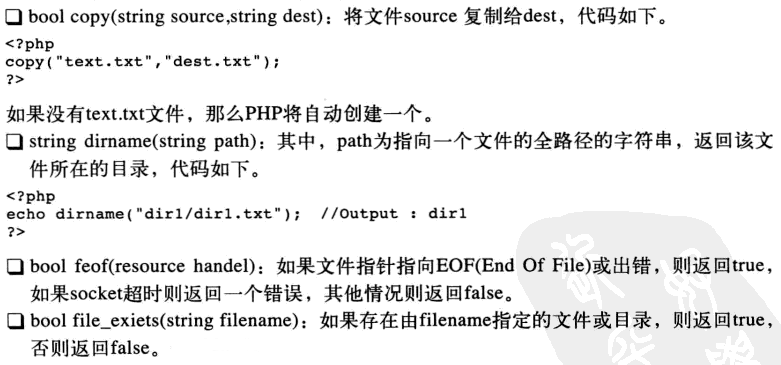 ❑ bool copy(string source,string dest)：将文件source 复制给dest，代码如下。
<?php
copy("text.txt","dest.txt");
?>
如果没有text.txt文件，那么PHP将自动创建一个。
❑ string dirname(string path)：其中，path为指向一个文件的全路径的字符串，返回该文
件所在的目录，代码如下。
<?php
echo dirname("dir1/dir1.txt");  //Output : dir1
?>
❑ bool feof(resource handel)：如果文件指针指向EOF(End Of File)或出错，则返回true，
如果socket超时则返回一个错误，其他情况则返回false。
❑ bool file_exiets(string filename)：如果存在由filename指定的文件或目录，则返回true，
否则返回false。